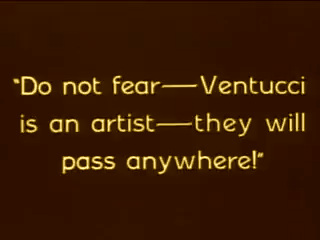 "Do not fear—Ventucci
is an artist—they will
pass anywhere!"